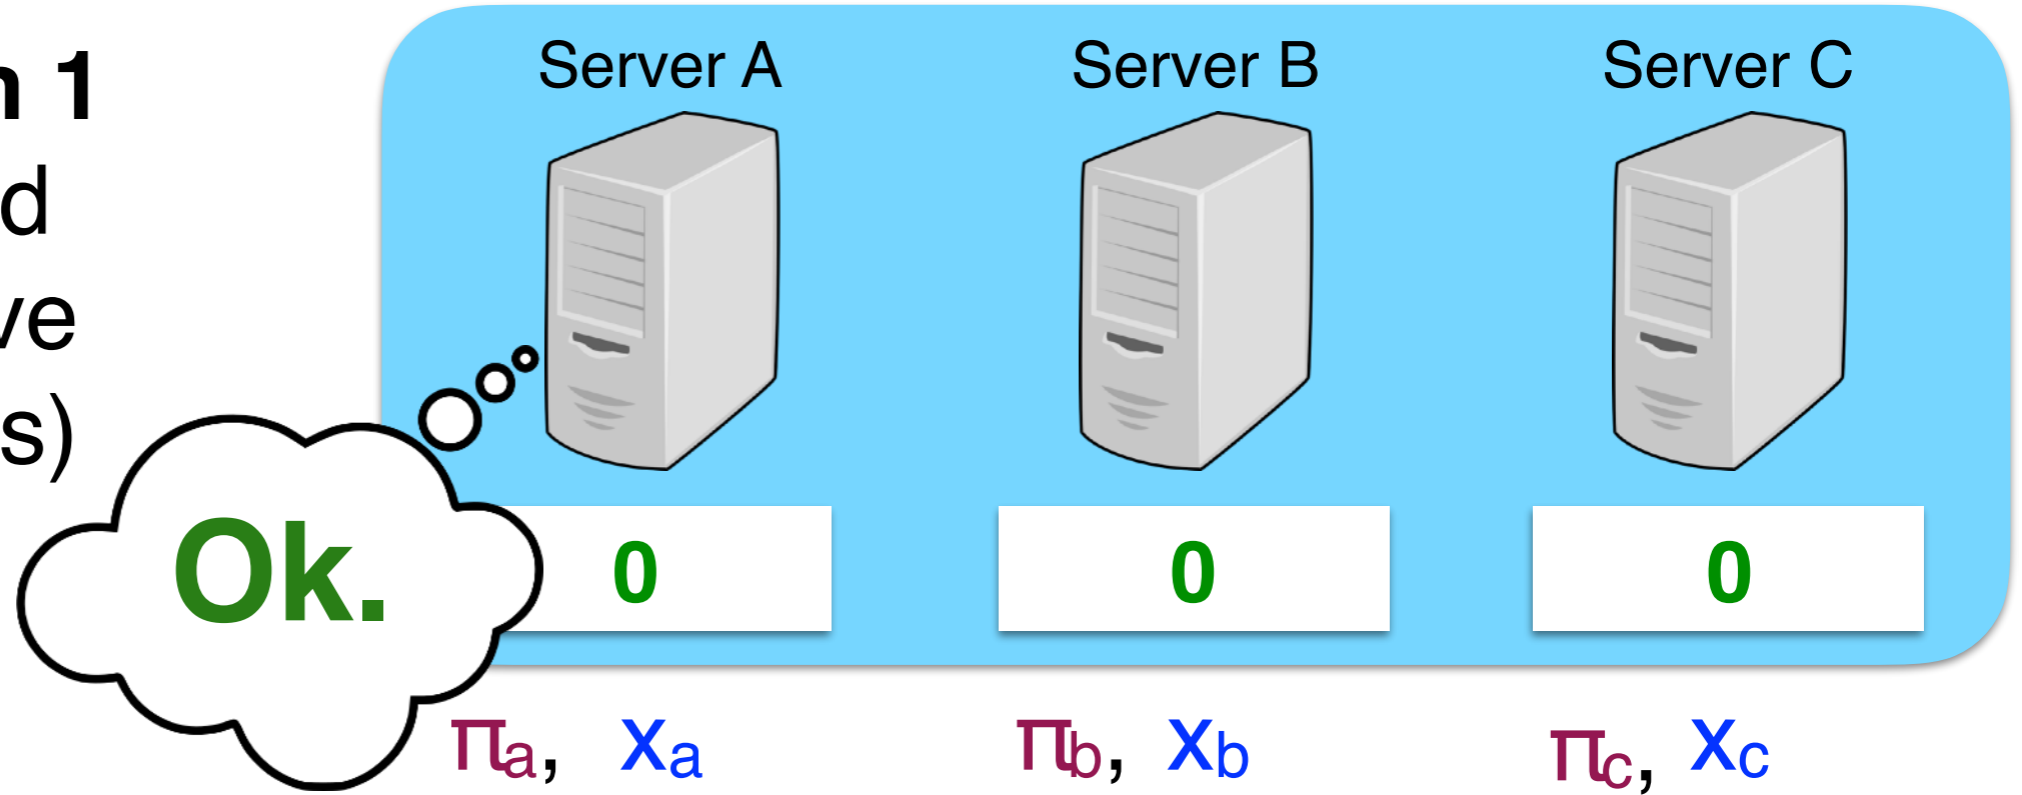 n 1
d
ve
s)
Server A Server B Server C
Ok.
0 0 0
πa, xa πb, xb πc, xc